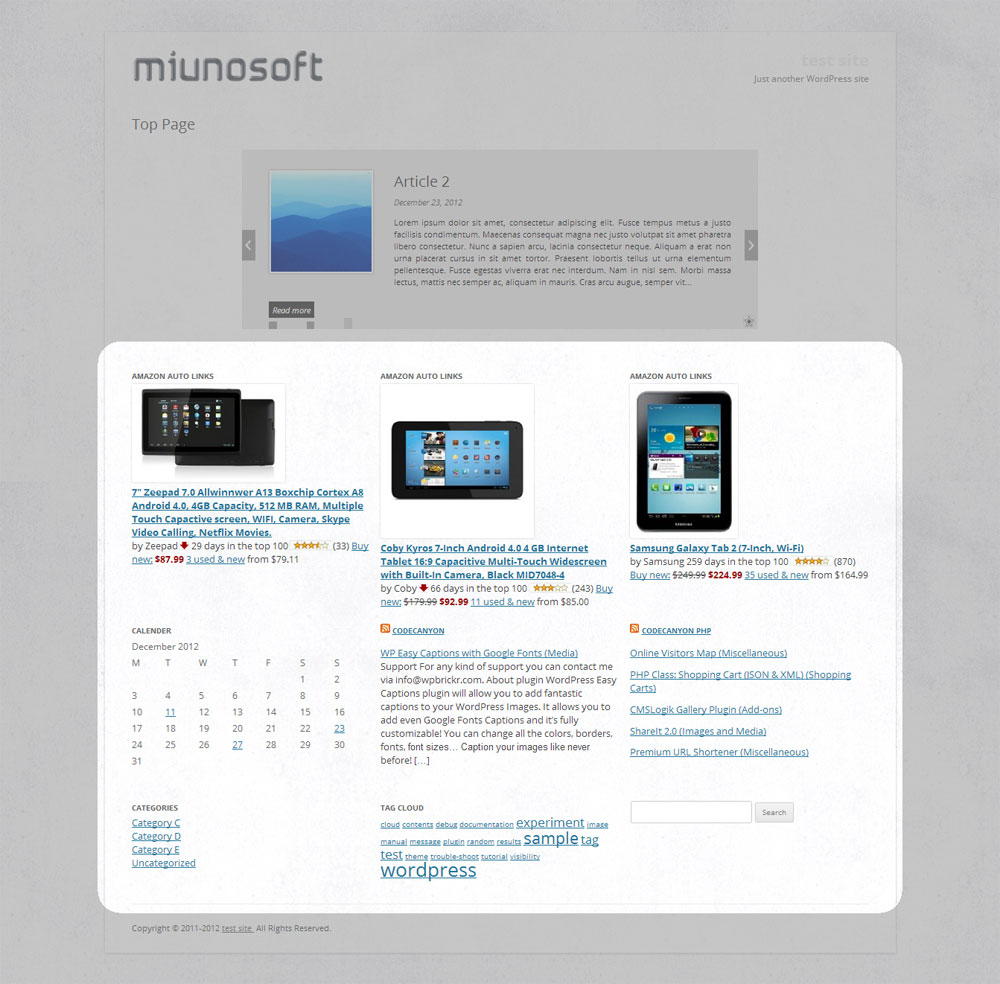 miunosoft
test site
Just another WordPress site
Top Page
Article 2
December 23, 2012
Lorem ipsum dolor sit amet, consectetur adipiscing elit. Fusce tempus metus a justo
facilisis condimentum. Maecenas consequat magna nec justo volutpat sit amet pharetra
libero consectetur. Nunc a sapien arcu, lacinia consectetur neque. Aliquam a erat non
urna placerat cursus in sit amet tortor. Praesent lobortis tellus ut urna elementum
pellentesque. Fusce egestas viverra erat nec interdum. Nam in nisl sem. Morbi massa
lectus, mattis nec semper ac, aliquam in mauris. Cras arcu augue, semper vit...
Read more
AMAZON AUTO LINKS
7" Zeepad 7.0 Allwinnwer A13 Boxchip Cortex A8
Android 4.0, 4GB Capacity, 512 MB RAM, Multiple
Touch Capactive screen, WIFI, Camera, Skype
Video Calling, Netflix Movies.
by Zeepad 29 days in the top 100 (33) Buy
new: $87.99 3 used & new from $79.11
AMAZON AUTO LINKS
Coby Kyros 7-Inch Android 4.0 4 GB Internet
Tablet 16:9 Capacitive Multi-Touch Widescreen
with Built-In Camera, Black MID7048-4
by Coby 66 days in the top 100 (243) Buy
new: $179.99 $92.99 11 used & new from $85.00
AMAZON AUTO LINKS
SAMSUNG
Samsung Galaxy Tab 2 (7-Inch, Wi-Fi)
by Samsung 259 days in the top 100 (870)
Buy new: $249.99 $224.99 35 used & new from $164.99
CALENDER
December 2012
M T W T F S S
1 2
3 4 5 6 7 8 9
10 11 12 13 14 15 16
17 18 19 20 21 22 23
24 25 26 27 28 29 30
31
CODECANYON
WP Easy Captions with Google Fonts (Media)
Support For any kind of support you can contact me
via info@wpbrickr.com. About plugin WordPress Easy
Captions plugin will allow you to add fantastic
captions to your WordPress Images. It allows you to
add even Google Fonts Captions and it's fully
customizable! You can change all the colors, borders,
fonts, font sizes… Caption your images like never
before! [...]
CODECANYON PHP
Online Visitors Map (Miscellaneous)
PHP Class: Shopping Cart (JSON & XML) (Shopping
Carts)
CMSLogik Gallery Plugin (Add-ons)
ShareIt 2.0 (Images and Media)
Premium URL Shortener (Miscellaneous)
CATEGORIES
Category C
Category D
Category E
Uncategorized
TAG CLOUD
cloud contents debug documentation experiment image
manual message plugin random results sample tag
test theme trouble-shoot tutorial visibility
wordpress
Search
Copyright © 2011-2012 test site All Rights Reserved.